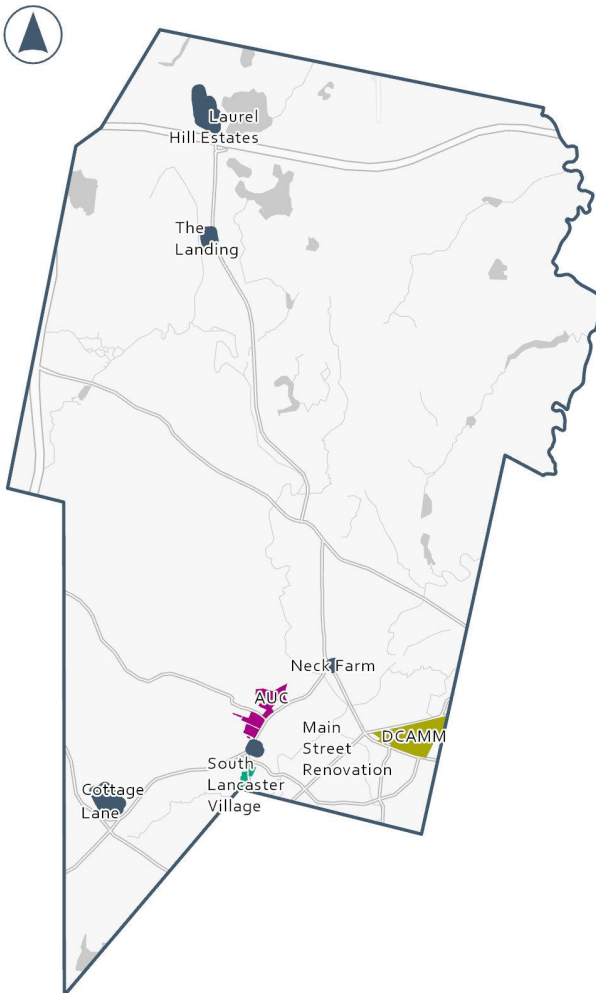 Laurel
Hill Estates
The
Landing
Neck Farm
AUC
Main
Street
Renovation
DCAMM
South
Lancaster
Village
Cottage
Lane